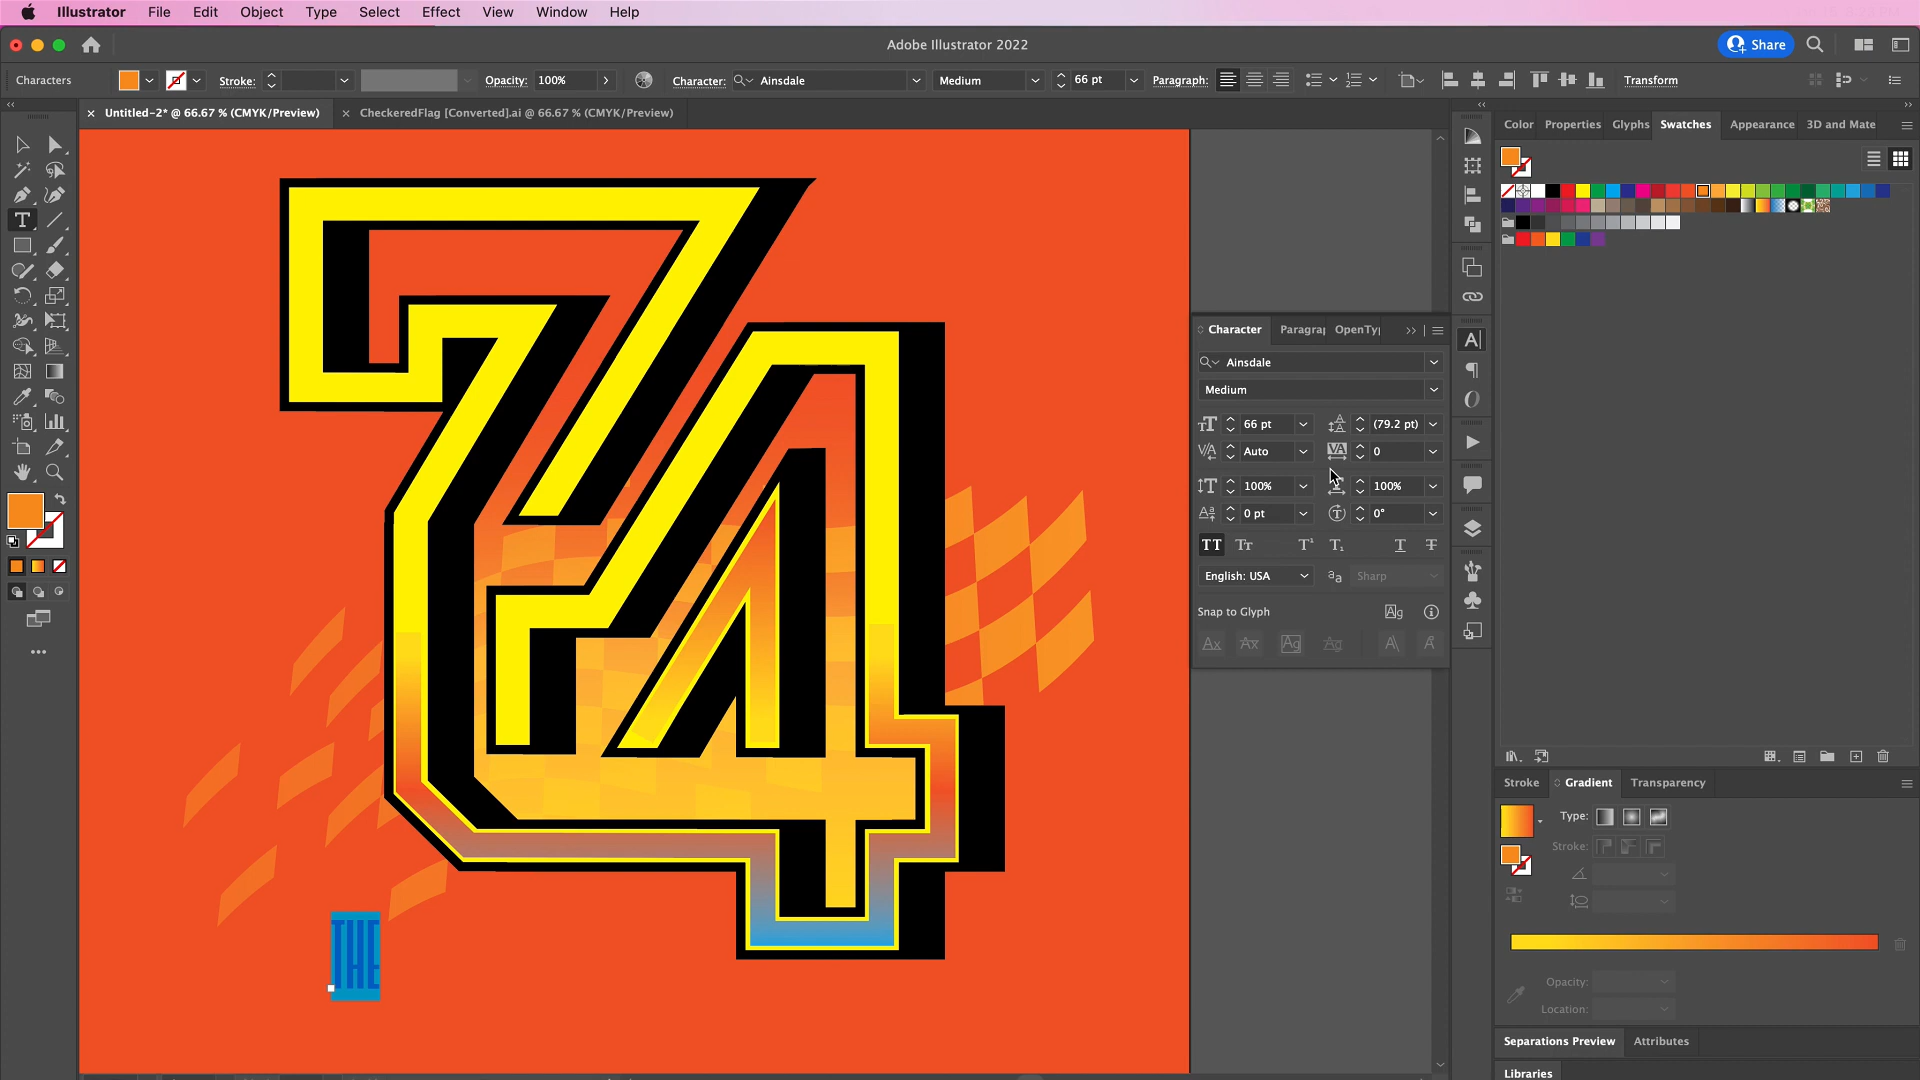 Illustrator File Edit Object Type Select Effect View Window Help
Adobe Illustrator 2022
Share
Characters
Stroke:
Opacity: 100%
Character: Ainsdale
Medium
66 pt
Paragraph:
Transform
Untitled-2* @ 66.67 % (CMYK/Preview)
CheckeredFlag [Converted].ai @ 66.67 % (CMYK/Preview)
Color Properties Glyphs Swatches Appearance 3D and Mate
74
THE
Character Paragraj OpenTyj
Ainsdale
Medium
66 pt (79.2 pt)
Auto 0
100% 100%
0 pt 0°
English: USA Sharp
Snap to Glyph
Stroke Gradient Transparency
Type:
Stroke:
Opacity:
Location:
Separations Preview Attributes
Libraries